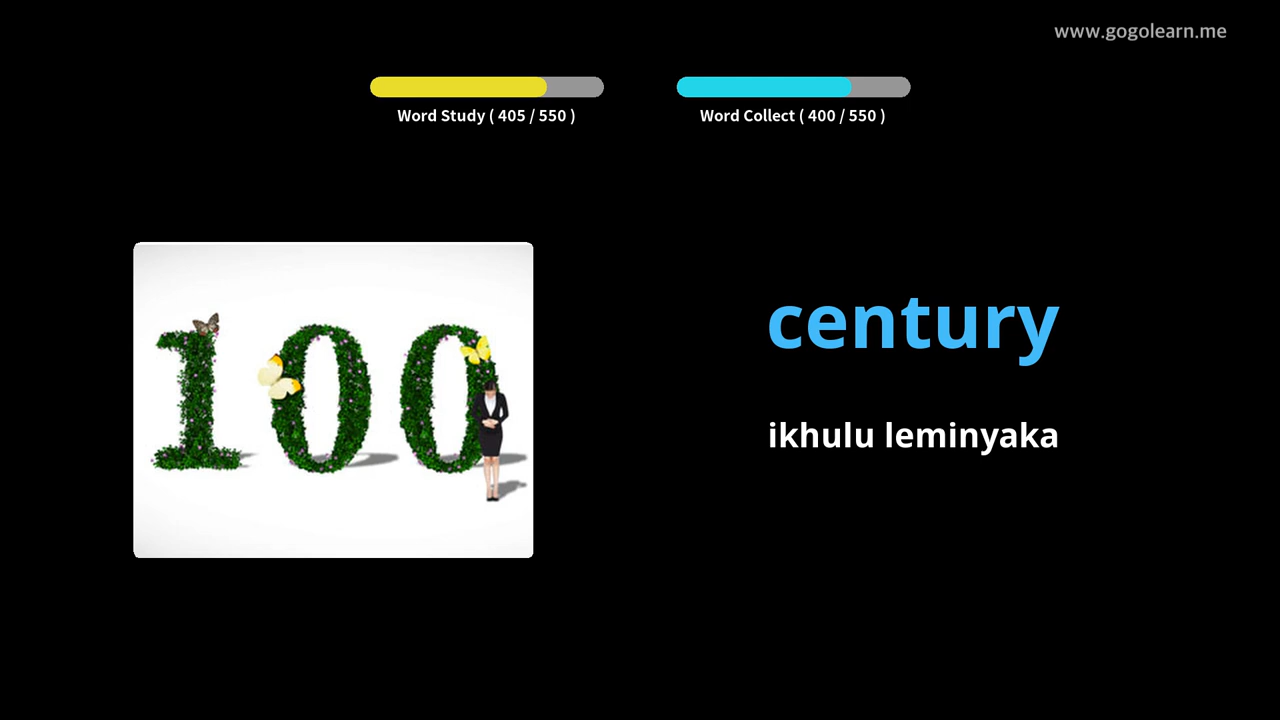 www.gogolearn.me
Word Study ( 405 / 550 )
Word Collect ( 400 / 550 )
100
century
ikhulu leminyaka